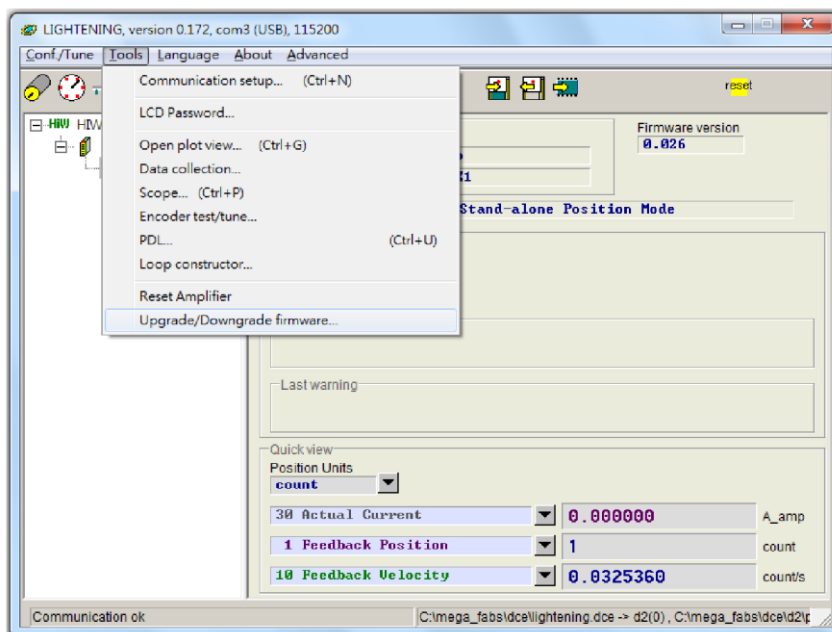 LIGHTENING, version 0.172, com3 (USB), 115200
Conf./Tune Tools Language About Advanced
Communication setup... (Ctrl+N)
LCD Password...
Open plot view... (Ctrl+G)
Data collection...
Scope... (Ctrl+P)
Encoder test/tune...
PDL... (Ctrl+U)
Loop constructor...
Reset Amplifier
Upgrade/Downgrade firmware...
reset
HIW HIW
Firmware version
0.026
Stand-alone Position Mode
Last warning
Quick view
Position Units
count
30 Actual Current 0.000000 A_amp
1 Feedback Position 1 count
10 Feedback Velocity 0.0325360 count/s
Communication ok C:\mega_fabs\dce\lightening.dce -> d2(0) , C:\mega_fabs\dce\d2\p